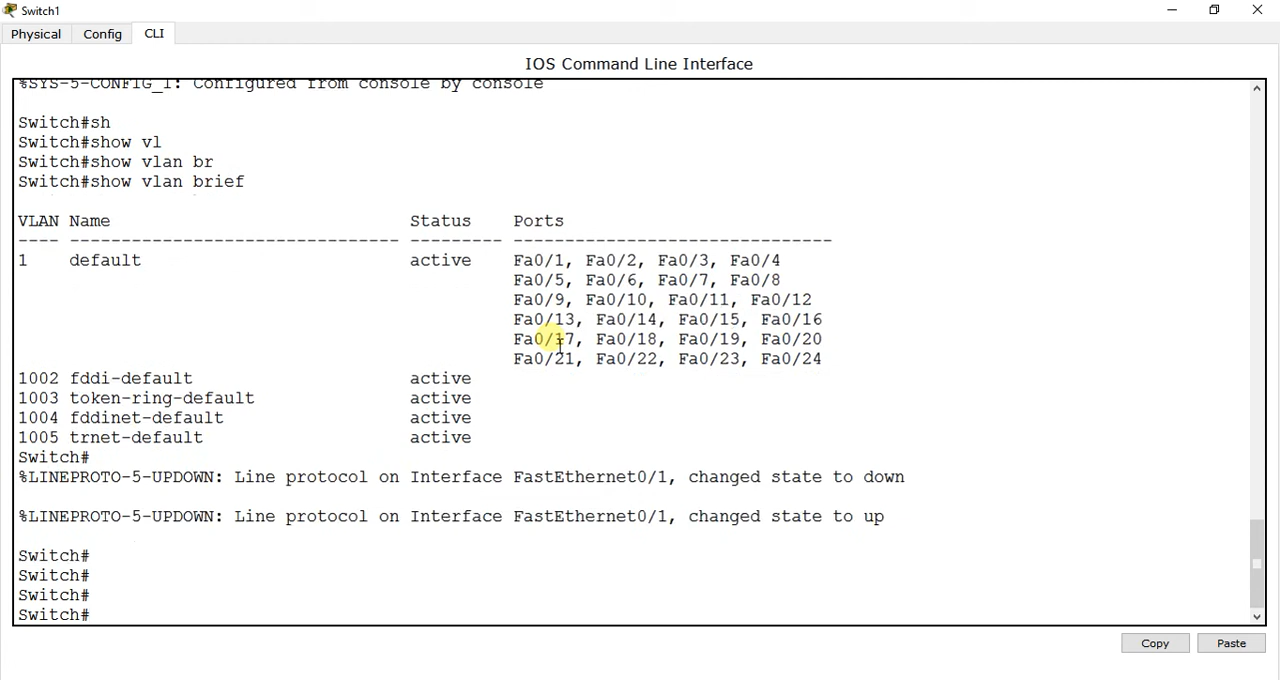 Switch1
Physical Config CLI
IOS Command Line Interface
%SYS-5-CONFIG_I: Configured from console by console
Switch#sh
Switch#show vl
Switch#show vlan br
Switch#show vlan brief
VLAN Name Status Ports
---- -------------------------------- --------- -------------------------------
1 default active Fa0/1, Fa0/2, Fa0/3, Fa0/4
Fa0/5, Fa0/6, Fa0/7, Fa0/8
Fa0/9, Fa0/10, Fa0/11, Fa0/12
Fa0/13, Fa0/14, Fa0/15, Fa0/16
Fa0/17, Fa0/18, Fa0/19, Fa0/20
Fa0/21, Fa0/22, Fa0/23, Fa0/24
1002 fddi-default active
1003 token-ring-default active
1004 fddinet-default active
1005 trnet-default active
Switch#
%LINEPROTO-5-UPDOWN: Line protocol on Interface FastEthernet0/1, changed state to down
%LINEPROTO-5-UPDOWN: Line protocol on Interface FastEthernet0/1, changed state to up
Switch#
Switch#
Switch#
Switch#
Copy Paste